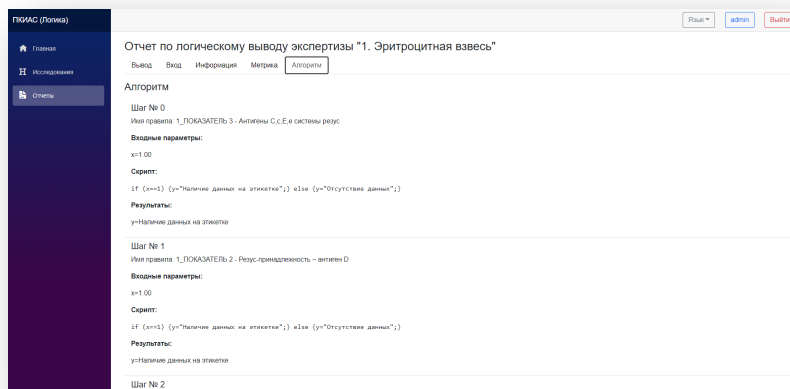 ПКИАС (Логика)
Язык
admin
Выйти
Главная
Исследования
Отчеты
Отчет по логическому выводу экспертизы "1. Эритроцитная взвесь"
Вывод Вход Информация Метрика Алгоритм
Алгоритм
Шаг № 0
Имя правила: 1_ПОКАЗАТЕЛЬ 3 - Антигены C,c,E,e системы резус
Входные параметры:
x=1.00
Скрипт:
if (x==1) {y="Наличие данных на этикетке";} else {y="Отсутствие данных";}
Результаты:
y=Наличие данных на этикетке
Шаг № 1
Имя правила: 1_ПОКАЗАТЕЛЬ 2 - Резус-принадлежность – антиген D
Входные параметры:
x=1.00
Скрипт:
if (x==1) {y="Наличие данных на этикетке";} else {y="Отсутствие данных";}
Результаты:
y=Наличие данных на этикетке
Шаг № 2